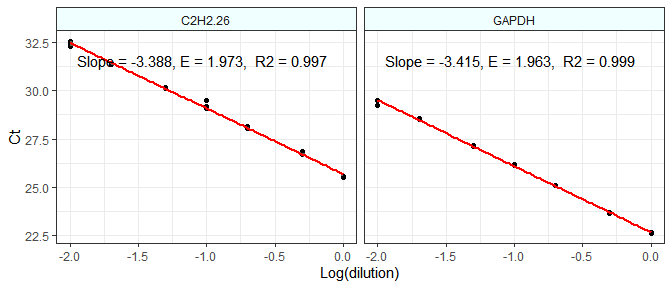 C2H2.26
GAPDH
Slope = -3.388, E = 1.973,  R2 = 0.997
Slope = -3.415, E = 1.963,  R2 = 0.999
32.5
30.0
27.5
25.0
22.5
Ct
-2.0 -1.5 -1.0 -0.5 0.0
-2.0 -1.5 -1.0 -0.5 0.0
Log(dilution)